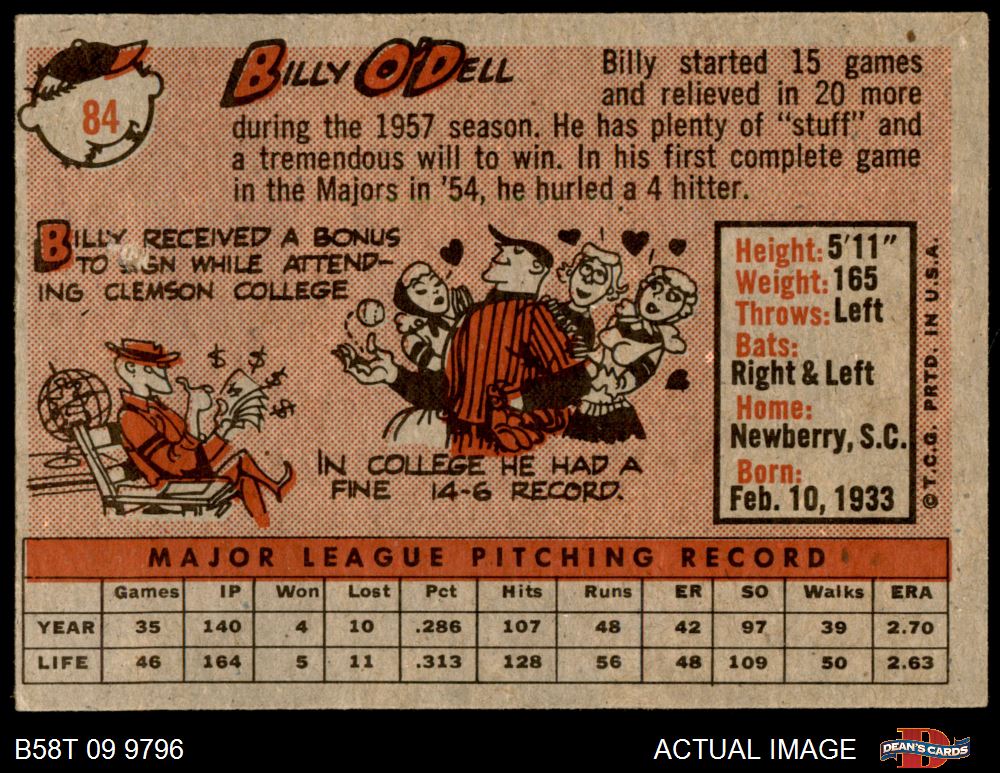 84
BILLY O'DELL
Billy started 15 games
and relieved in 20 more
during the 1957 season. He has plenty of "stuff" and
a tremendous will to win. In his first complete game
in the Majors in '54, he hurled a 4 hitter.
BILLY RECEIVED A BONUS
TO SIGN WHILE ATTEND-
ING CLEMSON COLLEGE
$ $ $ $ $
IN COLLEGE HE HAD A
FINE 14-6 RECORD.
Height: 5'11"
Weight: 165
Throws: Left
Bats:
Right & Left
Home:
Newberry, S.C.
Born:
Feb. 10, 1933
© T.C.G. PRTD. IN U.S.A.
MAJOR LEAGUE PITCHING RECORD
Games IP Won Lost Pct Hits Runs ER SO Walks ERA
YEAR 35 140 4 10 .286 107 48 42 97 39 2.70
LIFE 46 164 5 11 .313 128 56 48 109 50 2.63
B58T 09 9796
ACTUAL IMAGE
DEAN'S CARDS